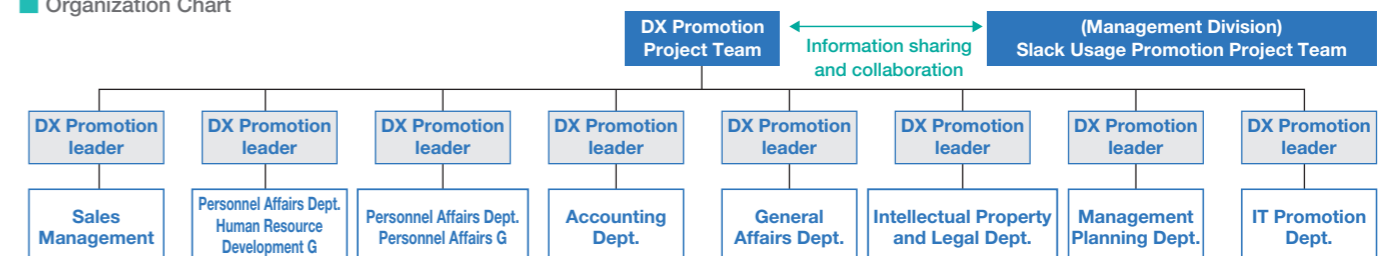 Organization Chart
DX Promotion
Project Team
Information sharing
and collaboration
(Management Division)
Slack Usage Promotion Project Team
DX Promotion
leader
DX Promotion
leader
DX Promotion
leader
DX Promotion
leader
DX Promotion
leader
DX Promotion
leader
DX Promotion
leader
DX Promotion
leader
Sales
Management
Personnel Affairs Dept.
Human Resource
Development G
Personnel Affairs Dept.
Personnel Affairs G
Accounting
Dept.
General
Affairs Dept.
Intellectual Property
and Legal Dept.
Management
Planning Dept.
IT Promotion
Dept.